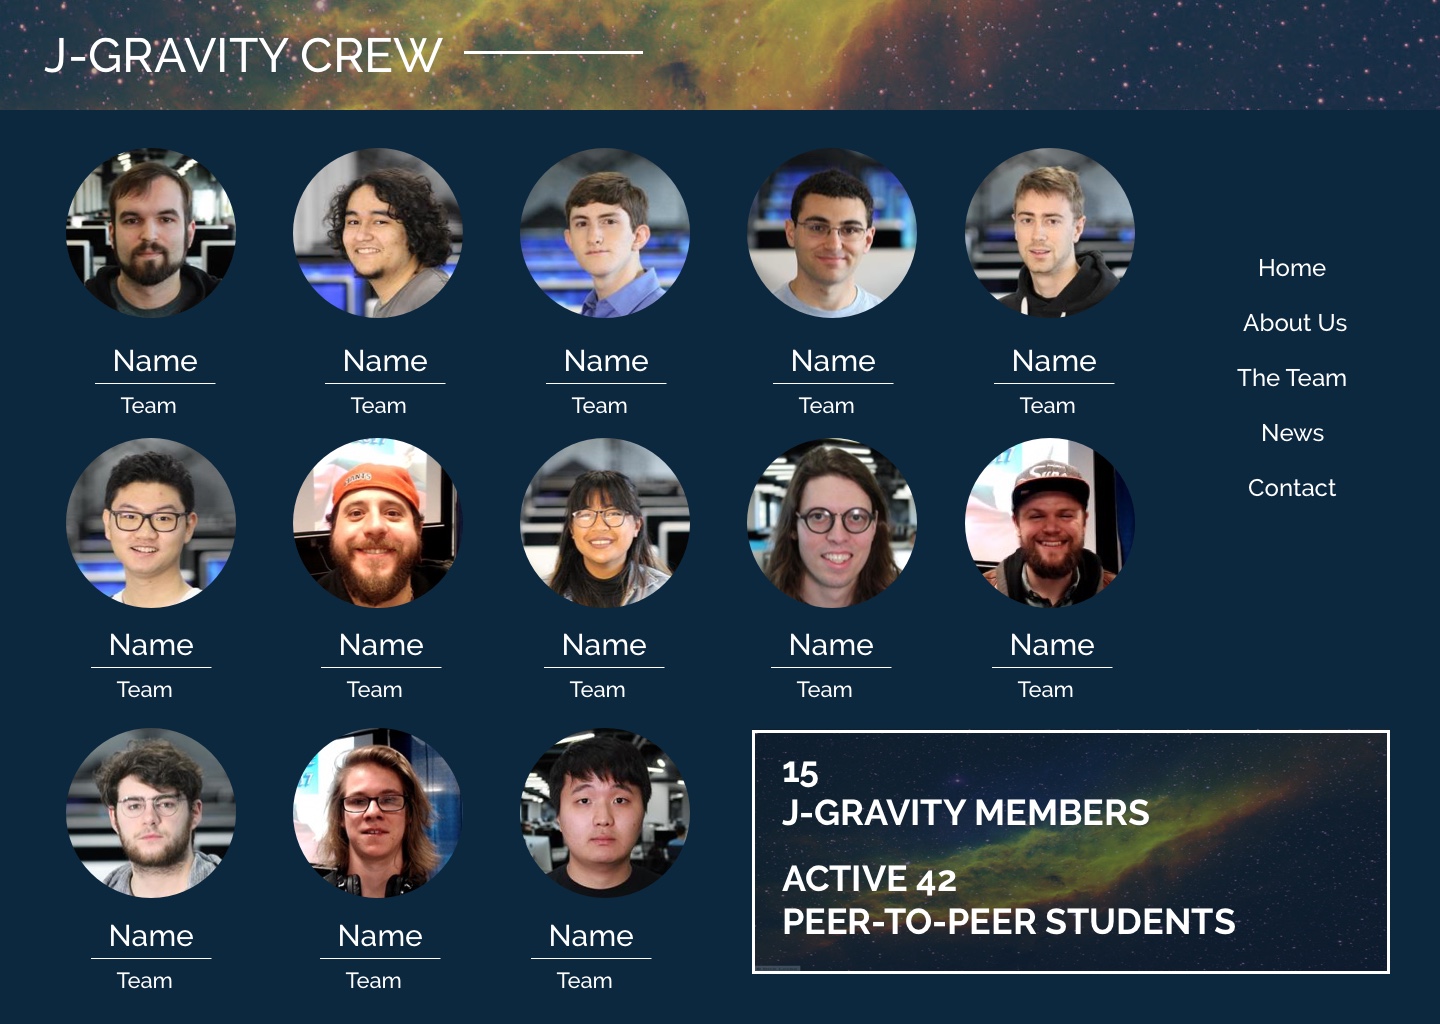 J-GRAVITY CREW
Name Name Name Name Name
Team Team Team Team Team
Name Name Name Name Name
Team Team Team Team Team
Name Name Name
Team Team Team
Home
About Us
The Team
News
Contact
15
J-GRAVITY MEMBERS
ACTIVE 42
PEER-TO-PEER STUDENTS